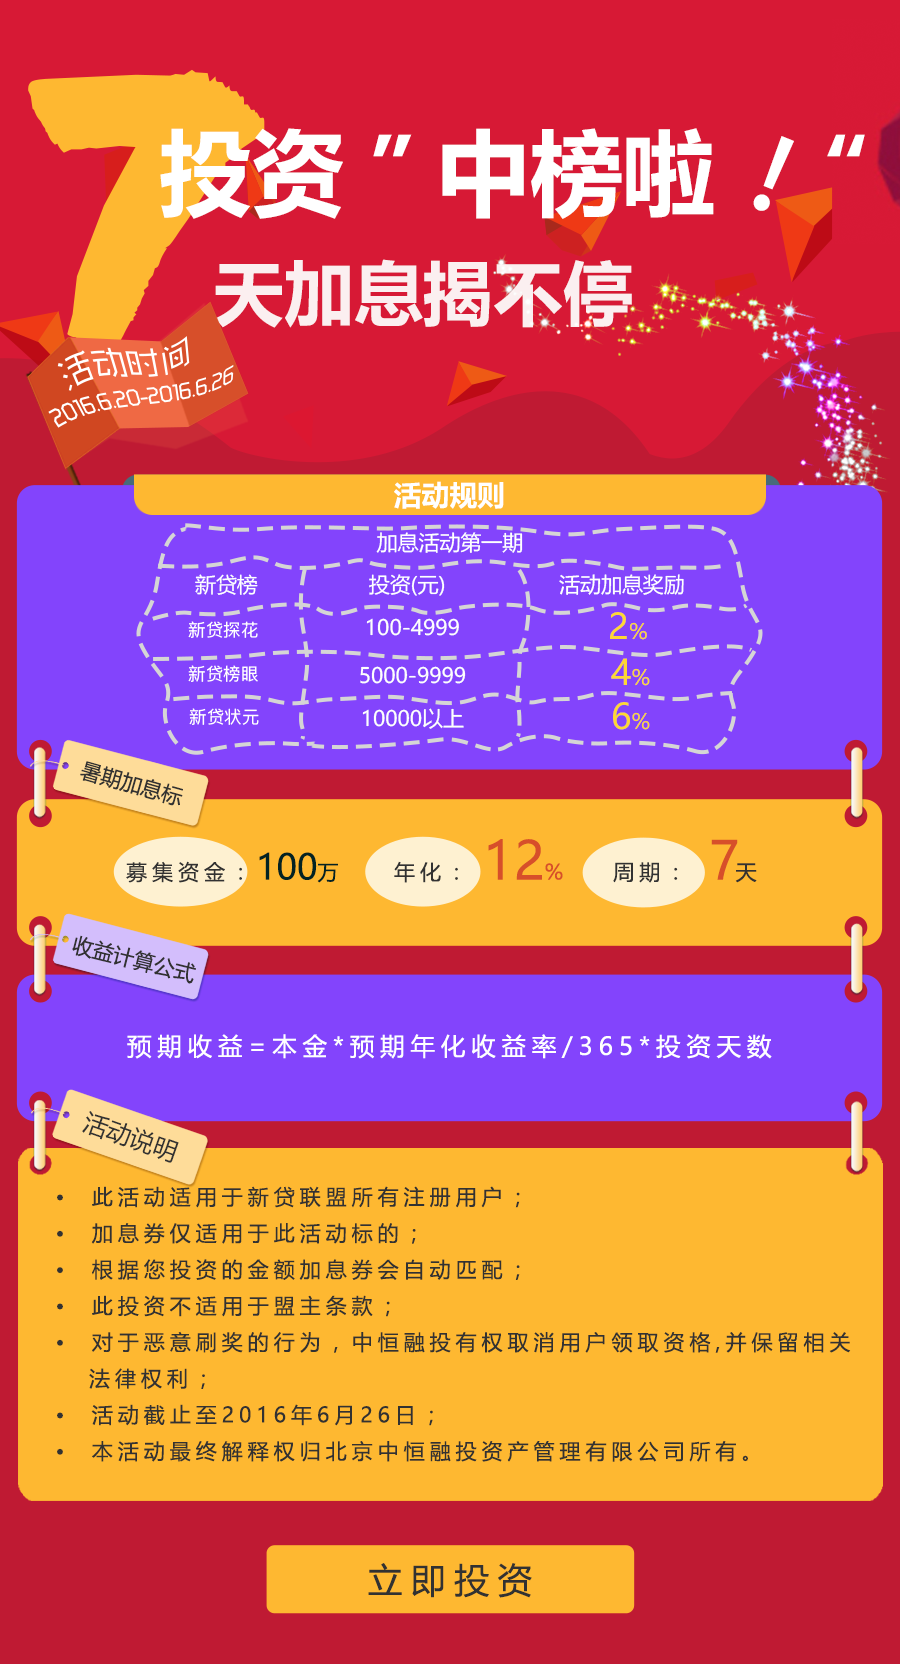 7
投资”中榜啦！“
天加息揭不停
活动时间
2016.6.20-2016.6.26
活动规则
加息活动第一期
新贷榜 投资(元) 活动加息奖励
新贷探花 100-4999 2%
新贷榜眼 5000-9999 4%
新贷状元 10000以上 6%
暑期加息标
募集资金：100万 年化：12% 周期：7天
收益计算公式
预期收益=本金*预期年化收益率/365*投资天数
活动说明
• 此活动适用于新贷联盟所有注册用户；
• 加息券仅适用于此活动标的；
• 根据您投资的金额加息券会自动匹配；
• 此投资不适用于盟主条款；
• 对于恶意刷奖的行为，中恒融投有权取消用户领取资格,并保留相关
法律权利；
• 活动截止至2016年6月26日；
• 本活动最终解释权归北京中恒融投资产管理有限公司所有。
立即投资